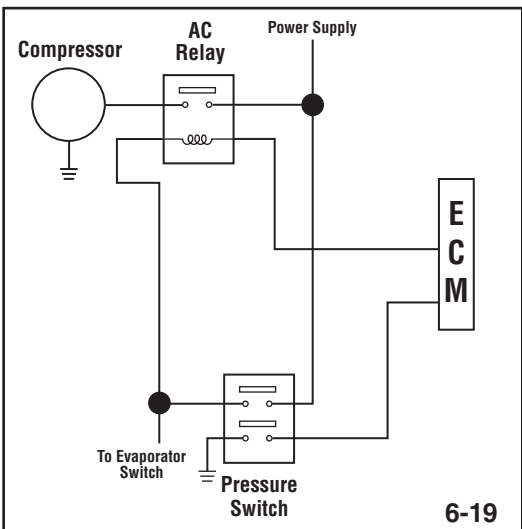 Power Supply
AC
Relay
Compressor
E
C
M
To Evaporator
Switch
Pressure
Switch
6-19